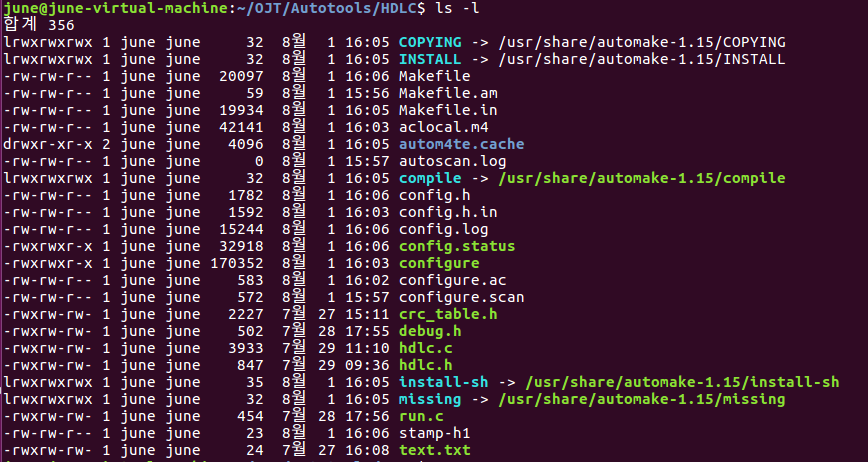 june@june-virtual-machine:~/OJT/Autotools/HDLC$ ls -l
합계 356
lrwxrwxrwx 1 june june     32  8월  1 16:05 COPYING -> /usr/share/automake-1.15/COPYING
lrwxrwxrwx 1 june june     32  8월  1 16:05 INSTALL -> /usr/share/automake-1.15/INSTALL
-rw-rw-r-- 1 june june  20097  8월  1 16:06 Makefile
-rw-rw-r-- 1 june june     59  8월  1 15:56 Makefile.am
-rw-rw-r-- 1 june june  19934  8월  1 16:05 Makefile.in
-rw-rw-r-- 1 june june  42141  8월  1 16:03 aclocal.m4
drwxr-xr-x 2 june june   4096  8월  1 16:05 autom4te.cache
-rw-rw-r-- 1 june june      0  8월  1 15:57 autoscan.log
lrwxrwxrwx 1 june june     32  8월  1 16:05 compile -> /usr/share/automake-1.15/compile
-rw-rw-r-- 1 june june   1782  8월  1 16:06 config.h
-rw-rw-r-- 1 june june   1592  8월  1 16:03 config.h.in
-rw-rw-r-- 1 june june  15244  8월  1 16:06 config.log
-rwxrwxr-x 1 june june  32918  8월  1 16:06 config.status
-rwxrwxr-x 1 june june 170352  8월  1 16:03 configure
-rw-rw-r-- 1 june june    583  8월  1 16:02 configure.ac
-rw-rw-r-- 1 june june    572  8월  1 15:57 configure.scan
-rwxrw-rw- 1 june june   2227  7월 27 15:11 crc_table.h
-rwxrw-rw- 1 june june    502  7월 28 17:55 debug.h
-rwxrw-rw- 1 june june   3933  7월 29 11:10 hdlc.c
-rwxrw-rw- 1 june june    847  7월 29 09:36 hdlc.h
lrwxrwxrwx 1 june june     35  8월  1 16:05 install-sh -> /usr/share/automake-1.15/install-sh
lrwxrwxrwx 1 june june     32  8월  1 16:05 missing -> /usr/share/automake-1.15/missing
-rwxrw-rw- 1 june june    454  7월 28 17:56 run.c
-rw-rw-r-- 1 june june     23  8월  1 16:06 stamp-h1
-rwxrw-rw- 1 june june     24  7월 27 16:08 text.txt